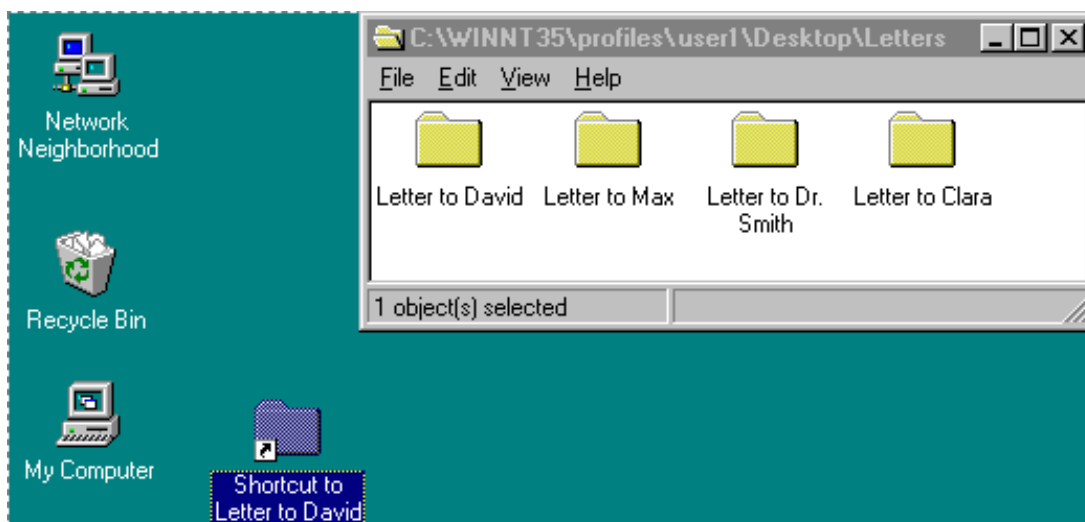 Network
Neighborhood
Recycle Bin
My Computer
Shortcut to
Letter to David
C:\WINNT35\profiles\user1\Desktop\Letters
File Edit View Help
Letter to David Letter to Max Letter to Dr. Letter to Clara
Smith
1 object(s) selected